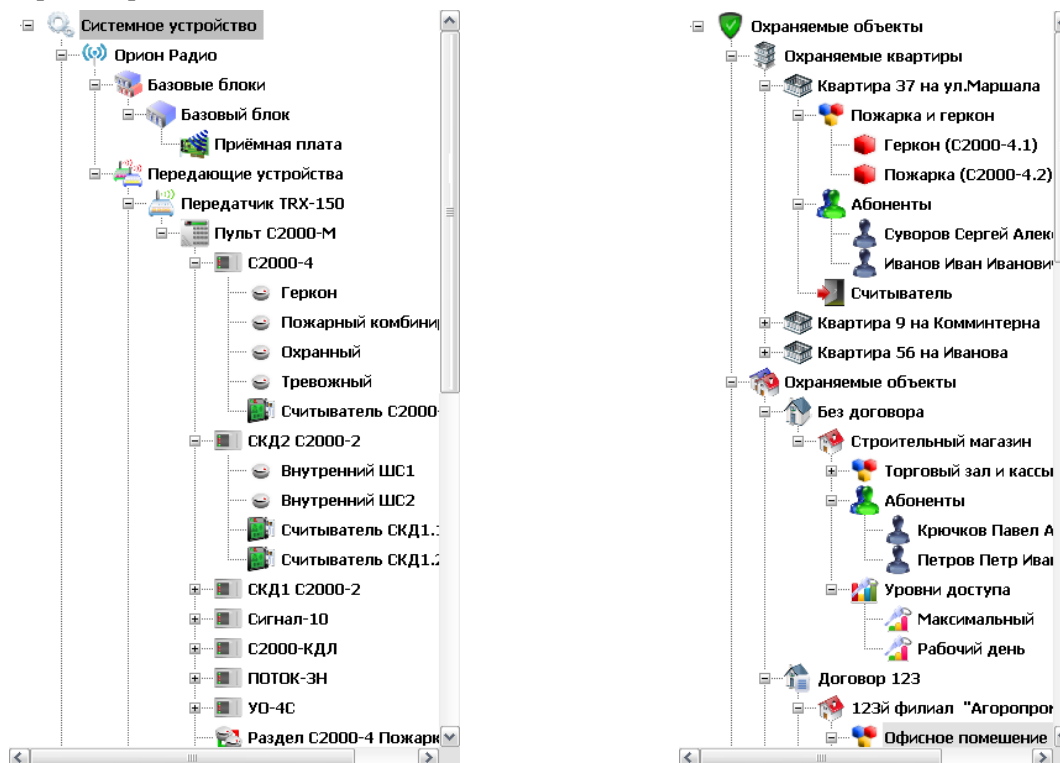 Системное устройство
Орион Радио
Базовые блоки
Базовый блок
Приёмная плата
Передающие устройства
Передатчик TRX-150
Пульт С2000-М
С2000-4
Геркон
Пожарный комбини
Охранный
Тревожный
Считыватель С2000-
СКД2 С2000-2
Внутренний ШС1
Внутренний ШС2
Считыватель СКД1.1
Считыватель СКД1.2
СКД1 С2000-2
Сигнал-10
С2000-КДЛ
ПОТОК-3Н
УО-4С
Раздел С2000-4 Пожарк
Охраняемые объекты
Охраняемые квартиры
Квартира 37 на ул.Маршала
Пожарка и геркон
Геркон (С2000-4.1)
Пожарка (С2000-4.2)
Абоненты
Суворов Сергей Алек
Иванов Иван Иванови
Считыватель
Квартира 9 на Комминтерна
Квартира 56 на Иванова
Охраняемые объекты
Без договора
Строительный магазин
Торговый зал и кассы
Абоненты
Крючков Павел А
Петров Петр Ива
Уровни доступа
Максимальный
Рабочий день
Договор 123
123й филиал "Агоропро
Офисное помешение